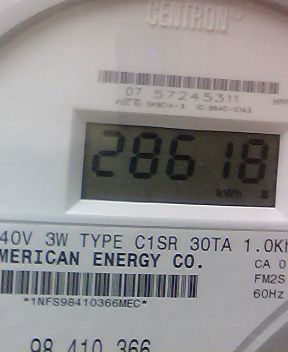 CENTRON
07 57245311
28618
kWh
40V 3W TYPE C1SR 30TA 1.0K
MERICAN ENERGY CO.
CA 0
FM2S
60Hz
*1NFS98410366MEC*
98 410 366